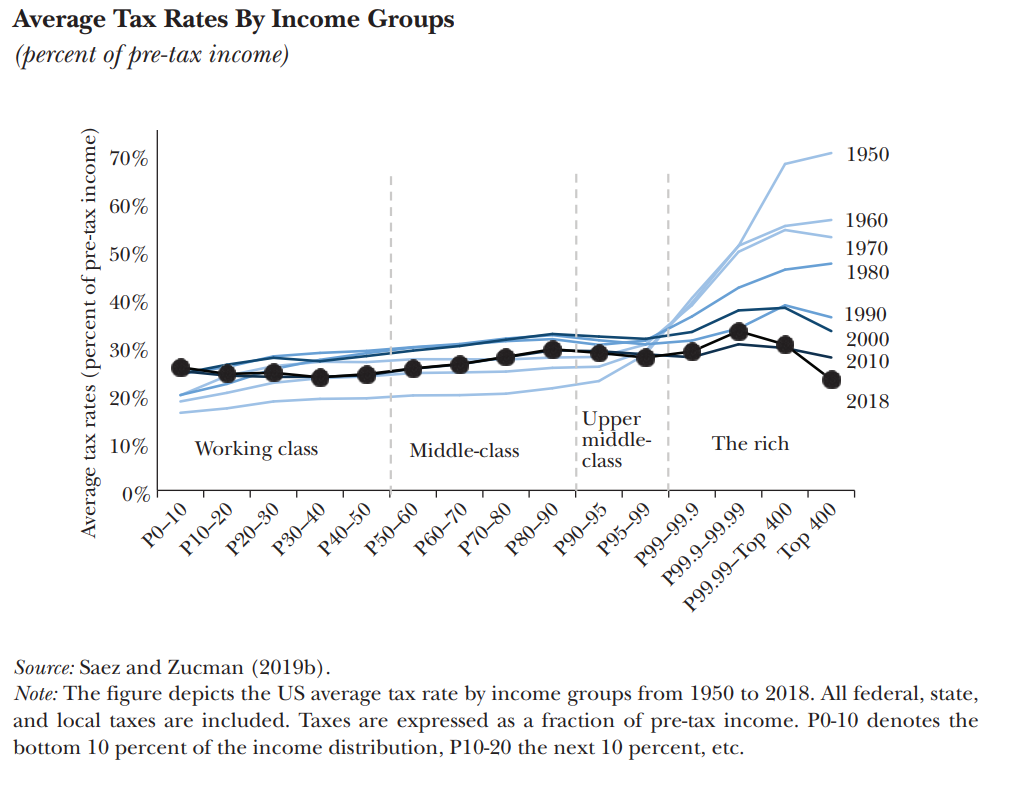 Average Tax Rates By Income Groups
(percent of pre-tax income)
Average tax rates (percent of pre-tax income)
70%
60%
50%
40%
30%
20%
10%
0%
1950
1960
1970
1980
1990
2000
2010
2018
Working class
Middle-class
Upper
middle-
class
The rich
P0–10
P10–20
P20–30
P30–40
P40–50
P50–60
P60–70
P70–80
P80–90
P90–95
P95–99
P99–99.9
P99.9–99.99
P99.99–Top 400
Top 400
Source: Saez and Zucman (2019b).
Note: The figure depicts the US average tax rate by income groups from 1950 to 2018. All federal, state,
and local taxes are included. Taxes are expressed as a fraction of pre-tax income. P0-10 denotes the
bottom 10 percent of the income distribution, P10-20 the next 10 percent, etc.